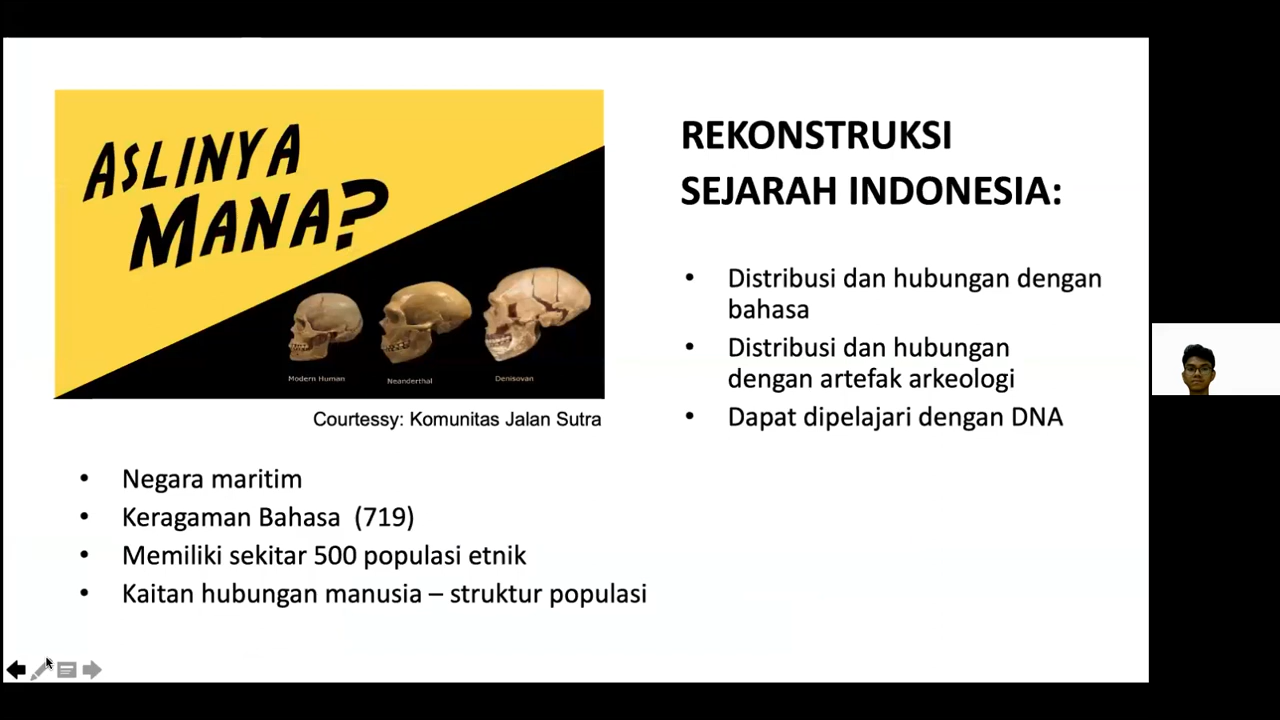 ASLINYA
MANA?
Modern Human
Neanderthal
Denisovan
Courtessy: Komunitas Jalan Sutra
• Negara maritim
• Keragaman Bahasa (719)
• Memiliki sekitar 500 populasi etnik
• Kaitan hubungan manusia – struktur populasi
REKONSTRUKSI
SEJARAH INDONESIA:
• Distribusi dan hubungan dengan
bahasa
• Distribusi dan hubungan
dengan artefak arkeologi
• Dapat dipelajari dengan DNA